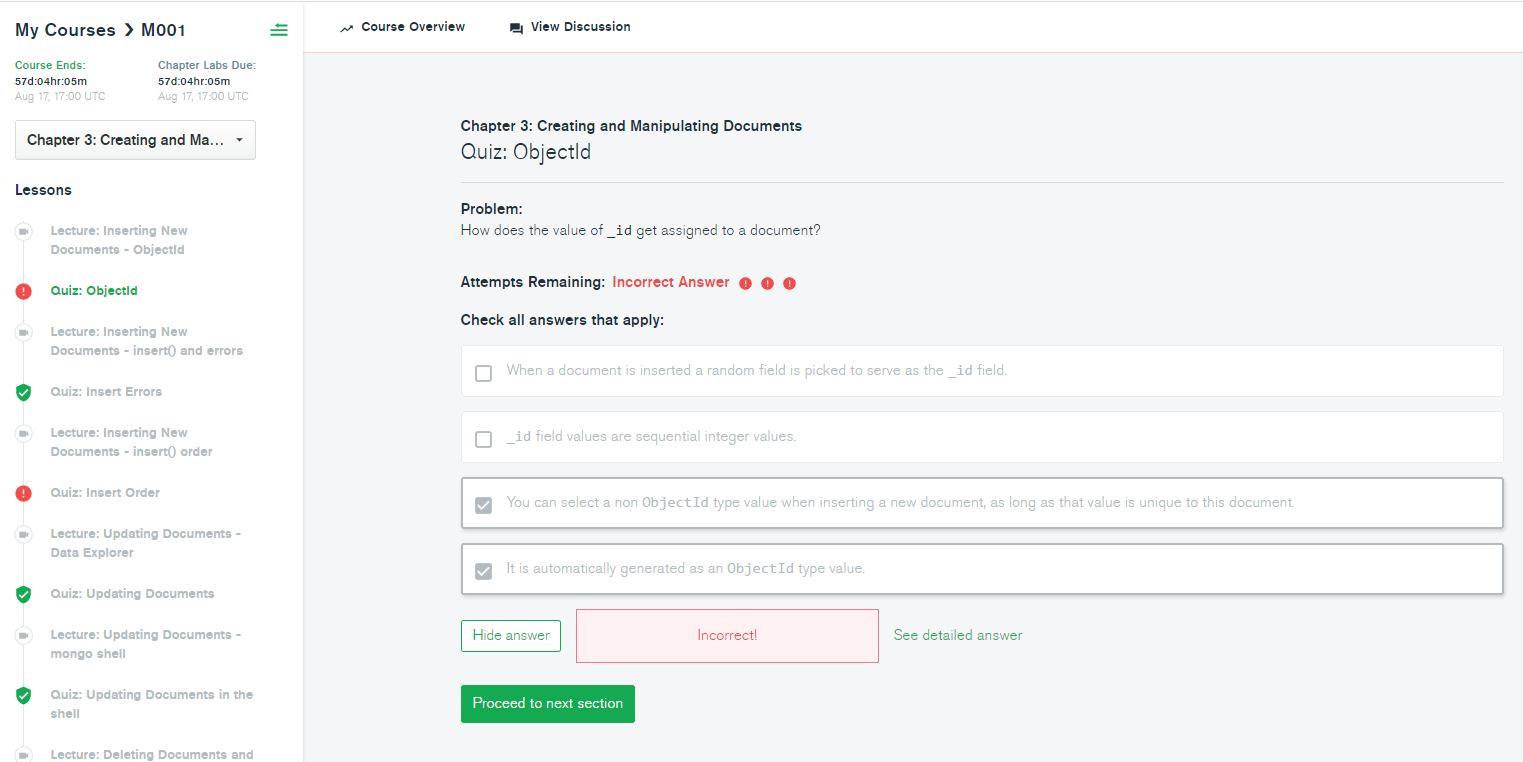 My Courses ❯ M001
Course Overview
View Discussion
Course Ends:
Chapter Labs Due:
57d:04hr:05m
57d:04hr:05m
Aug 17, 17:00 UTC
Aug 17, 17:00 UTC
Chapter 3: Creating and Ma...
Lessons
Lecture: Inserting New
Documents - ObjectId
Quiz: ObjectId
Lecture: Inserting New
Documents - insert() and errors
Quiz: Insert Errors
Lecture: Inserting New
Documents - insert() order
Quiz: Insert Order
Lecture: Updating Documents -
Data Explorer
Quiz: Updating Documents
Lecture: Updating Documents -
mongo shell
Quiz: Updating Documents in the
shell
Lecture: Deleting Documents and
Chapter 3: Creating and Manipulating Documents
Quiz: ObjectId
Problem:
How does the value of _id get assigned to a document?
Attempts Remaining: Incorrect Answer
Check all answers that apply:
When a document is inserted a random field is picked to serve as the _id field.
_id field values are sequential integer values.
You can select a non ObjectId type value when inserting a new document, as long as that value is unique to this document.
It is automatically generated as an ObjectId type value.
Hide answer
Incorrect!
See detailed answer
Proceed to next section